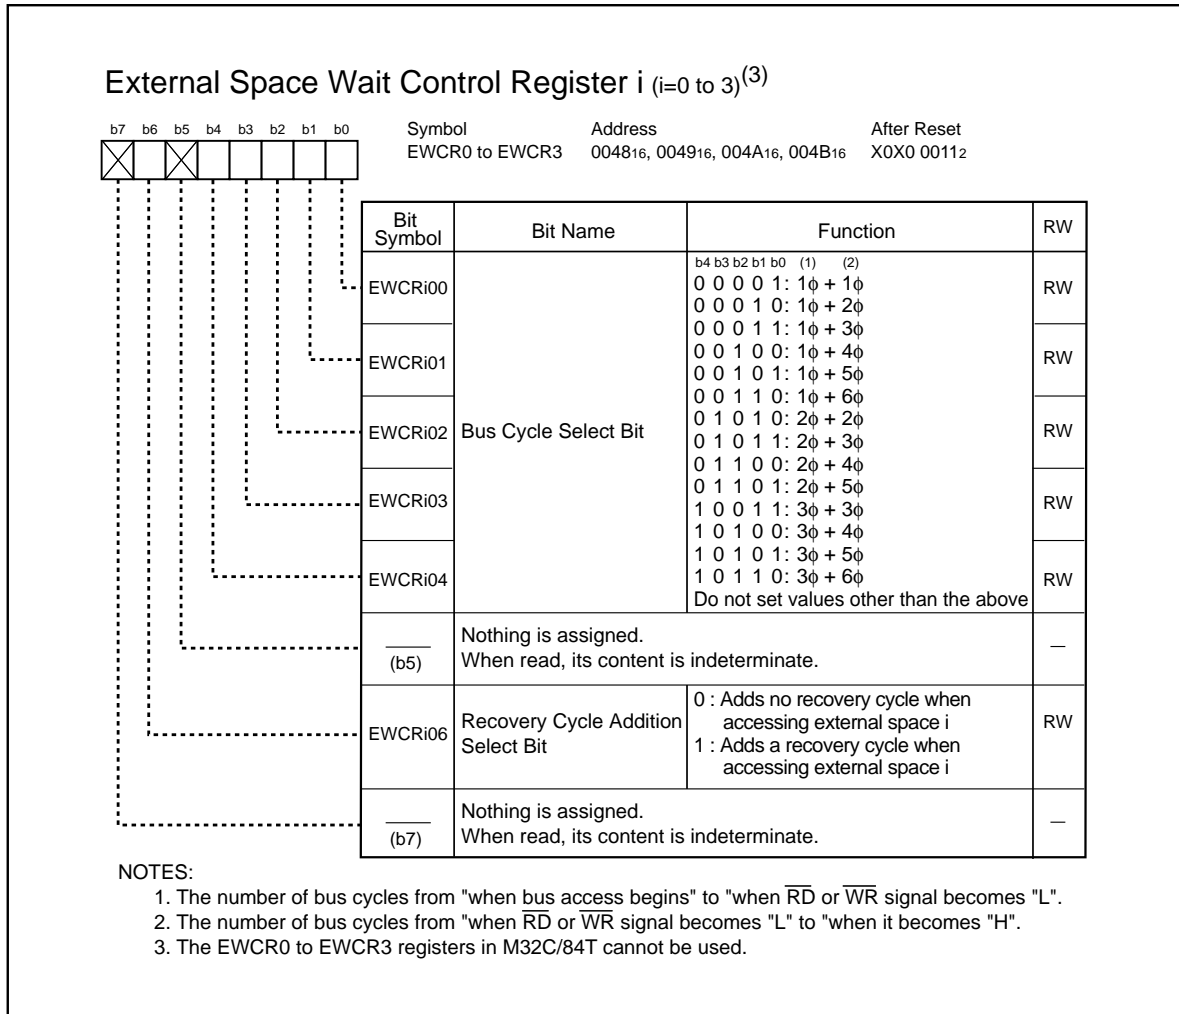 External Space Wait Control Register i (i=0 to 3)(3)
b7 b6 b5 b4 b3 b2 b1 b0
Symbol Address After Reset
EWCR0 to EWCR3 004816, 004916, 004A16, 004B16 X0X0 00112
Bit Symbol Bit Name Function RW
b4 b3 b2 b1 b0 (1) (2)
EWCRi00 RW
EWCRi01 RW
EWCRi02 Bus Cycle Select Bit RW
EWCRi03 RW
EWCRi04 RW
0 0 0 0 1: 1ϕ + 1ϕ
0 0 0 1 0: 1ϕ + 2ϕ
0 0 0 1 1: 1ϕ + 3ϕ
0 0 1 0 0: 1ϕ + 4ϕ
0 0 1 0 1: 1ϕ + 5ϕ
0 0 1 1 0: 1ϕ + 6ϕ
0 1 0 1 0: 2ϕ + 2ϕ
0 1 0 1 1: 2ϕ + 3ϕ
0 1 1 0 0: 2ϕ + 4ϕ
0 1 1 0 1: 2ϕ + 5ϕ
1 0 0 1 1: 3ϕ + 3ϕ
1 0 1 0 0: 3ϕ + 4ϕ
1 0 1 0 1: 3ϕ + 5ϕ
1 0 1 1 0: 3ϕ + 6ϕ
Do not set values other than the above
(b5)
Nothing is assigned.
When read, its content is indeterminate.
—
EWCRi06
Recovery Cycle Addition
Select Bit
0 : Adds no recovery cycle when
accessing external space i
1 : Adds a recovery cycle when
accessing external space i
RW
(b7)
Nothing is assigned.
When read, its content is indeterminate.
—
NOTES:
1. The number of bus cycles from "when bus access begins" to "when R̅D̅ or W̅R̅ signal becomes "L".
2. The number of bus cycles from "when R̅D̅ or W̅R̅ signal becomes "L" to "when it becomes "H".
3. The EWCR0 to EWCR3 registers in M32C/84T cannot be used.